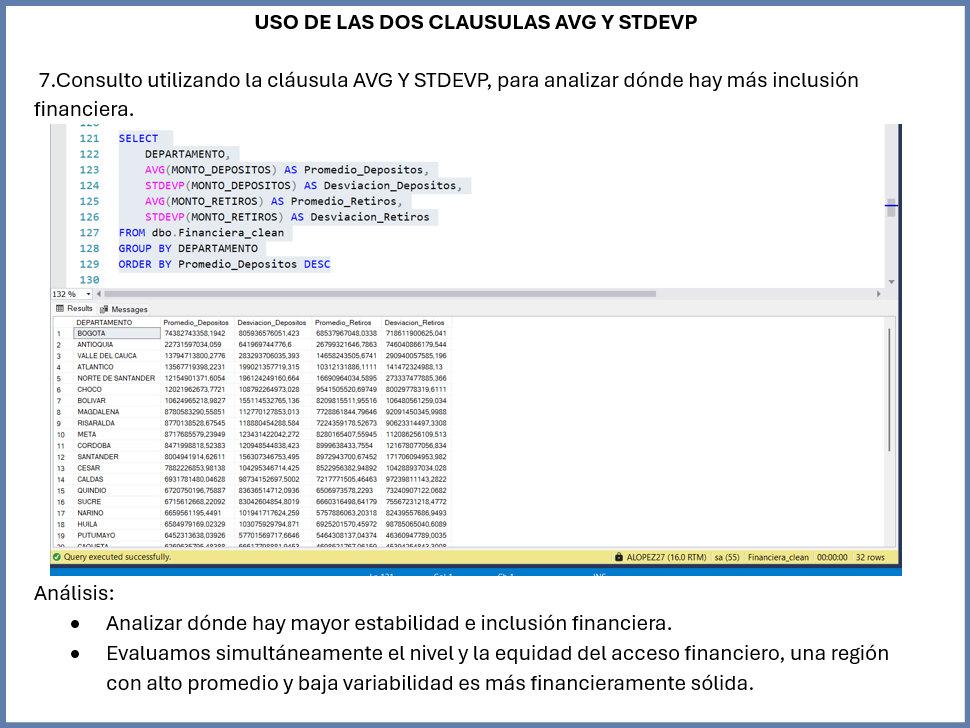 USO DE LAS DOS CLAUSULAS AVG Y STDEVP
7.Consulto utilizando la cláusula AVG Y STDEVP, para analizar dónde hay más inclusión
financiera.
121 SELECT
122 DEPARTAMENTO,
123 AVG(MONTO_DEPOSITOS) AS Promedio_Depositos,
124 STDEVP(MONTO_DEPOSITOS) AS Desviacion_Depositos,
125 AVG(MONTO_RETIROS) AS Promedio_Retiros,
126 STDEVP(MONTO_RETIROS) AS Desviacion_Retiros
127 FROM dbo.Financiera_clean
128 GROUP BY DEPARTAMENTO
129 ORDER BY Promedio_Depositos DESC
130
132 %
Results Messages
DEPARTAMENTO Promedio_Depositos Desviacion_Depositos Promedio_Retiros Desviacion_Retiros
1 BOGOTA 74382743358,1942 805936576051,423 68537967048,0338 718611900625,041
2 ANTIOQUIA 22731597034,059 6419697447 76,6 26799321646,7863 746040866179,544
3 VALLE DEL CAUCA 13794713800,2776 283293706035,393 14658243505,6741 290940057585,196
4 ATLANTICO 13567719398,2231 199021357719,315 10312131886,1111 141472324988,13
5 NORTE DE SANTANDER 12154901371,6054 196124249160,664 16690964034,5895 273337477885,366
6 CHOCO 12021962673,7721 108792264973,028 9541505520,69749 80029778319,6111
7 BOLIVAR 10624965218,9827 155114532765,136 8209815511,95516 106480561259,034
8 MAGDALENA 8780583290,55851 112770127853,013 7728861844,79646 92091450345,9988
9 RISARALDA 8770138528,67545 118880454288,584 7224359178,52673 90623314497,3308
10 META 8717685579,23949 123431422042,272 8280165407,55945 112086256109,513
11 CORDOBA 8471998818,52383 120948544838,423 8999638433,7554 121678077056,834
12 SANTANDER 8004941914,62611 156307346753,495 8972943700,67452 171706094953,982
13 CESAR 7882226853,98138 104295346714,425 8522956382,94892 104288937034,028
14 CALDAS 6931781480,04628 98734152697,5002 7217771505,46463 97239811143,2822
15 QUINDIO 6720750196,75887 83636514712,0936 6506973578,2293 73240907122,0682
16 SUCRE 6715612668,22092 83042604854,8019 6660316498,64179 75567231218,4772
17 NARINO 6659561195,4491 101941717624,259 5757886063,20318 82439557686,9493
18 HUILA 6584979169,02329 103075929794,871 6925201570,45972 98785065040,6089
19 PUTUMAYO 6452313638,03926 57701569717,6646 5464308137,04374 46360947789,0035
Query executed successfully. ALOPEZ27 (16.0 RTM) sa (55) Financiera_clean 00:00:00 32 rows
Análisis:
● Analizar dónde hay mayor estabilidad e inclusión financiera.
● Evaluamos simultáneamente el nivel y la equidad del acceso financiero, una región
con alto promedio y baja variabilidad es más financieramente sólida.